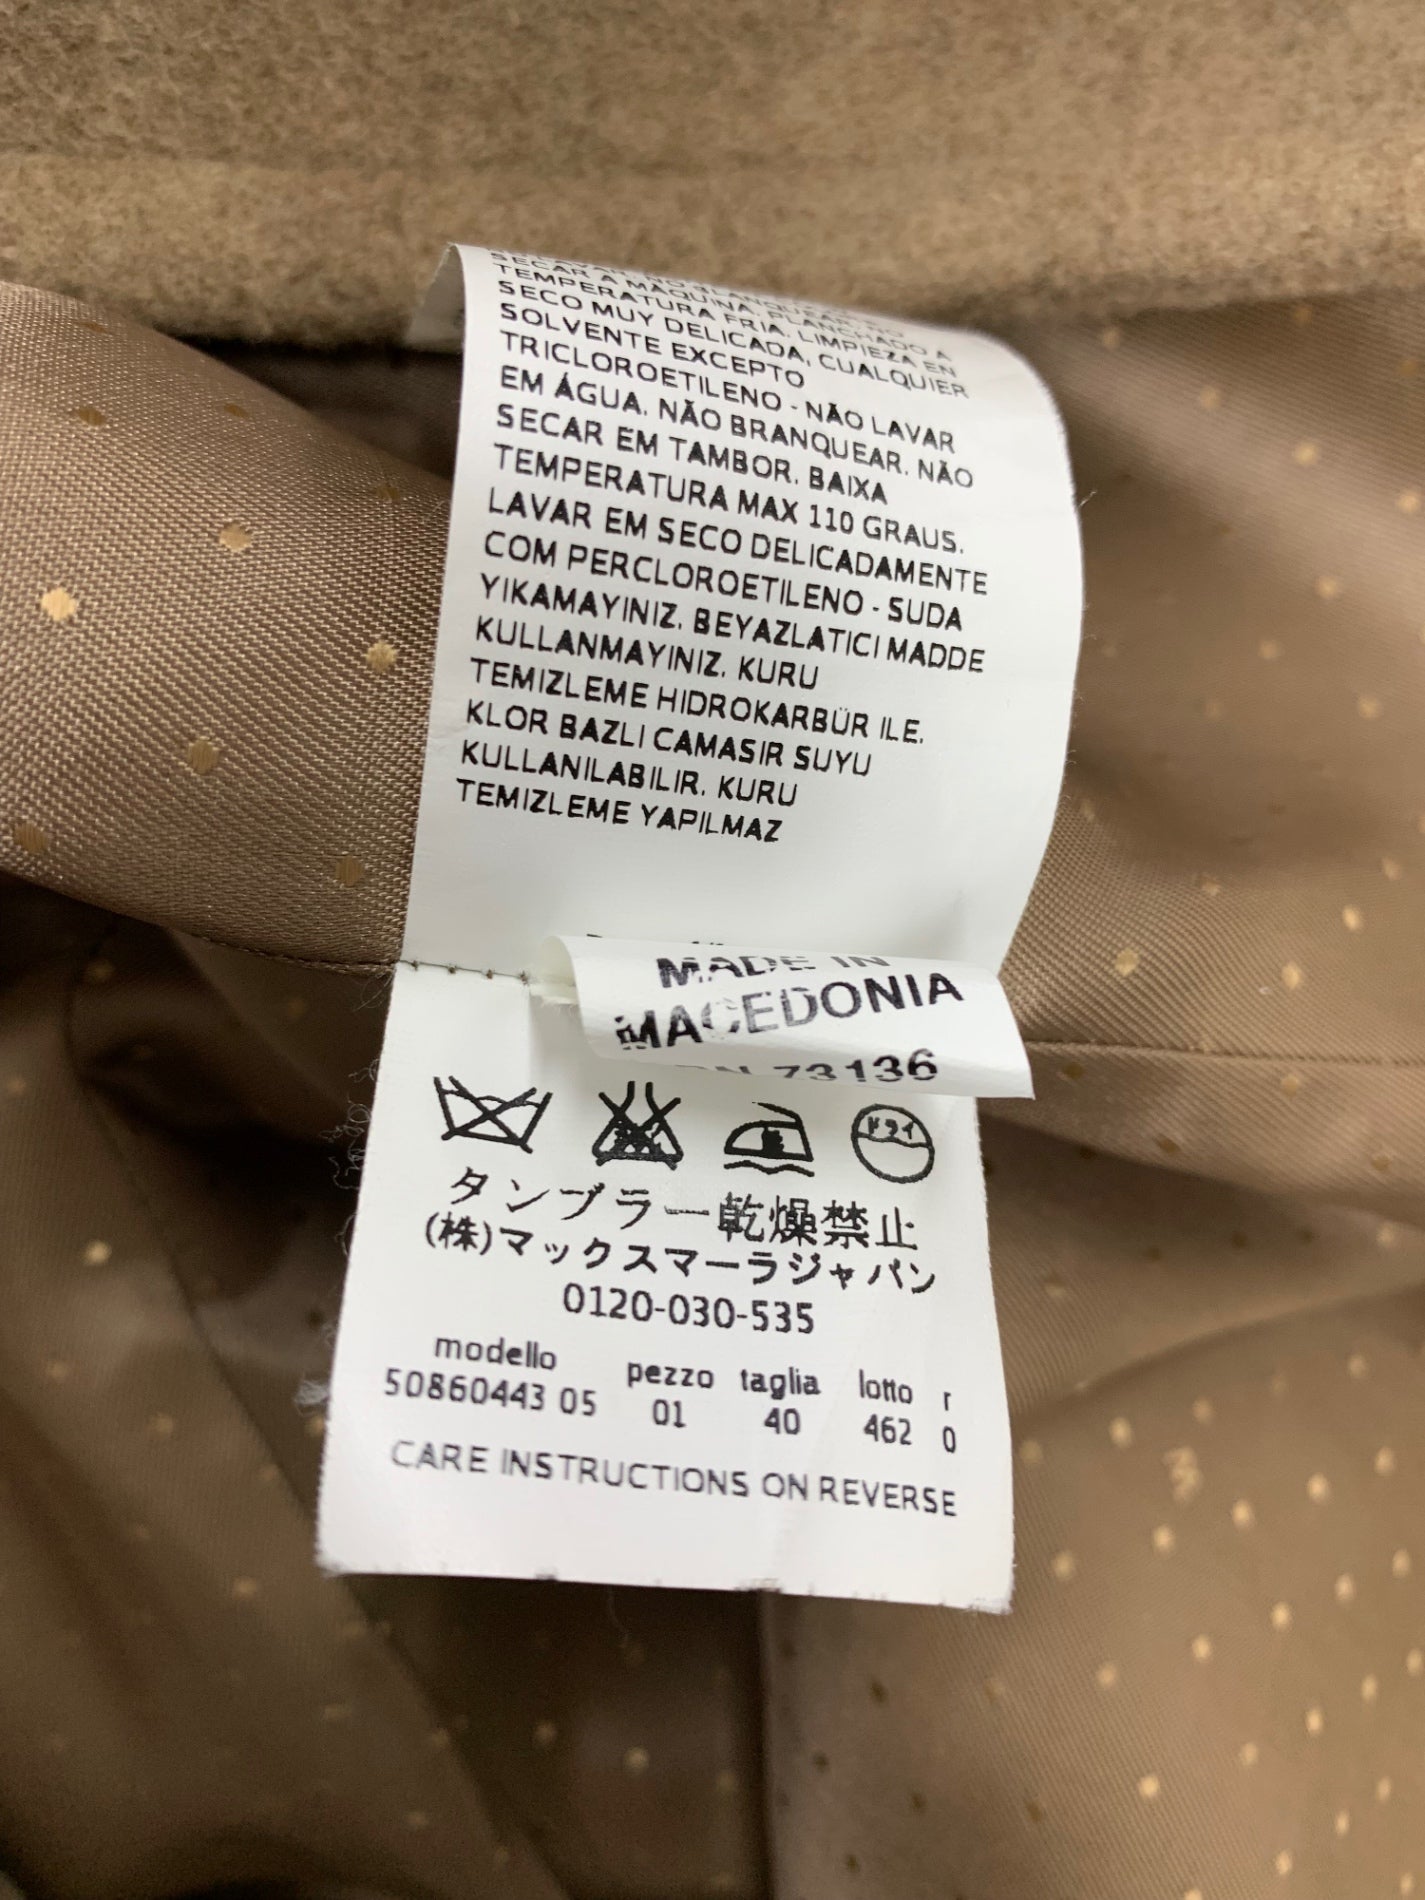 SECAR A MÁQUINA. PLANCHADO A
TEMPERATURA FRIA. LIMPIEZA EN
SECO MUY DELICADA, CUALQUIER
SOLVENTE EXCEPTO
TRICLOROETILENO - NÃO LAVAR
EM ÁGUA. NÃO BRANQUEAR. NÃO
SECAR EM TAMBOR. BAIXA
TEMPERATURA MAX 110 GRAUS.
LAVAR EM SECO DELICADAMENTE
COM PERCLOROETILENO - SUDA
YIKAMAYINIZ. BEYAZLATICI MADDE
KULLANMAYINIZ. KURU
TEMIZLEME HIDROKARBÜR ILE.
KLOR BAZLI CAMASIR SUYU
KULLANILABILIR. KURU
TEMIZLEME YAPILMAZ
MADE IN
MACEDONIA
73136
ドライ
タンブラー乾燥禁止
(株)マックスマーラジャパン
0120-030-535
modello pezzo taglia lotto r
50860443 05 01 40 462 0
CARE INSTRUCTIONS ON REVERSE